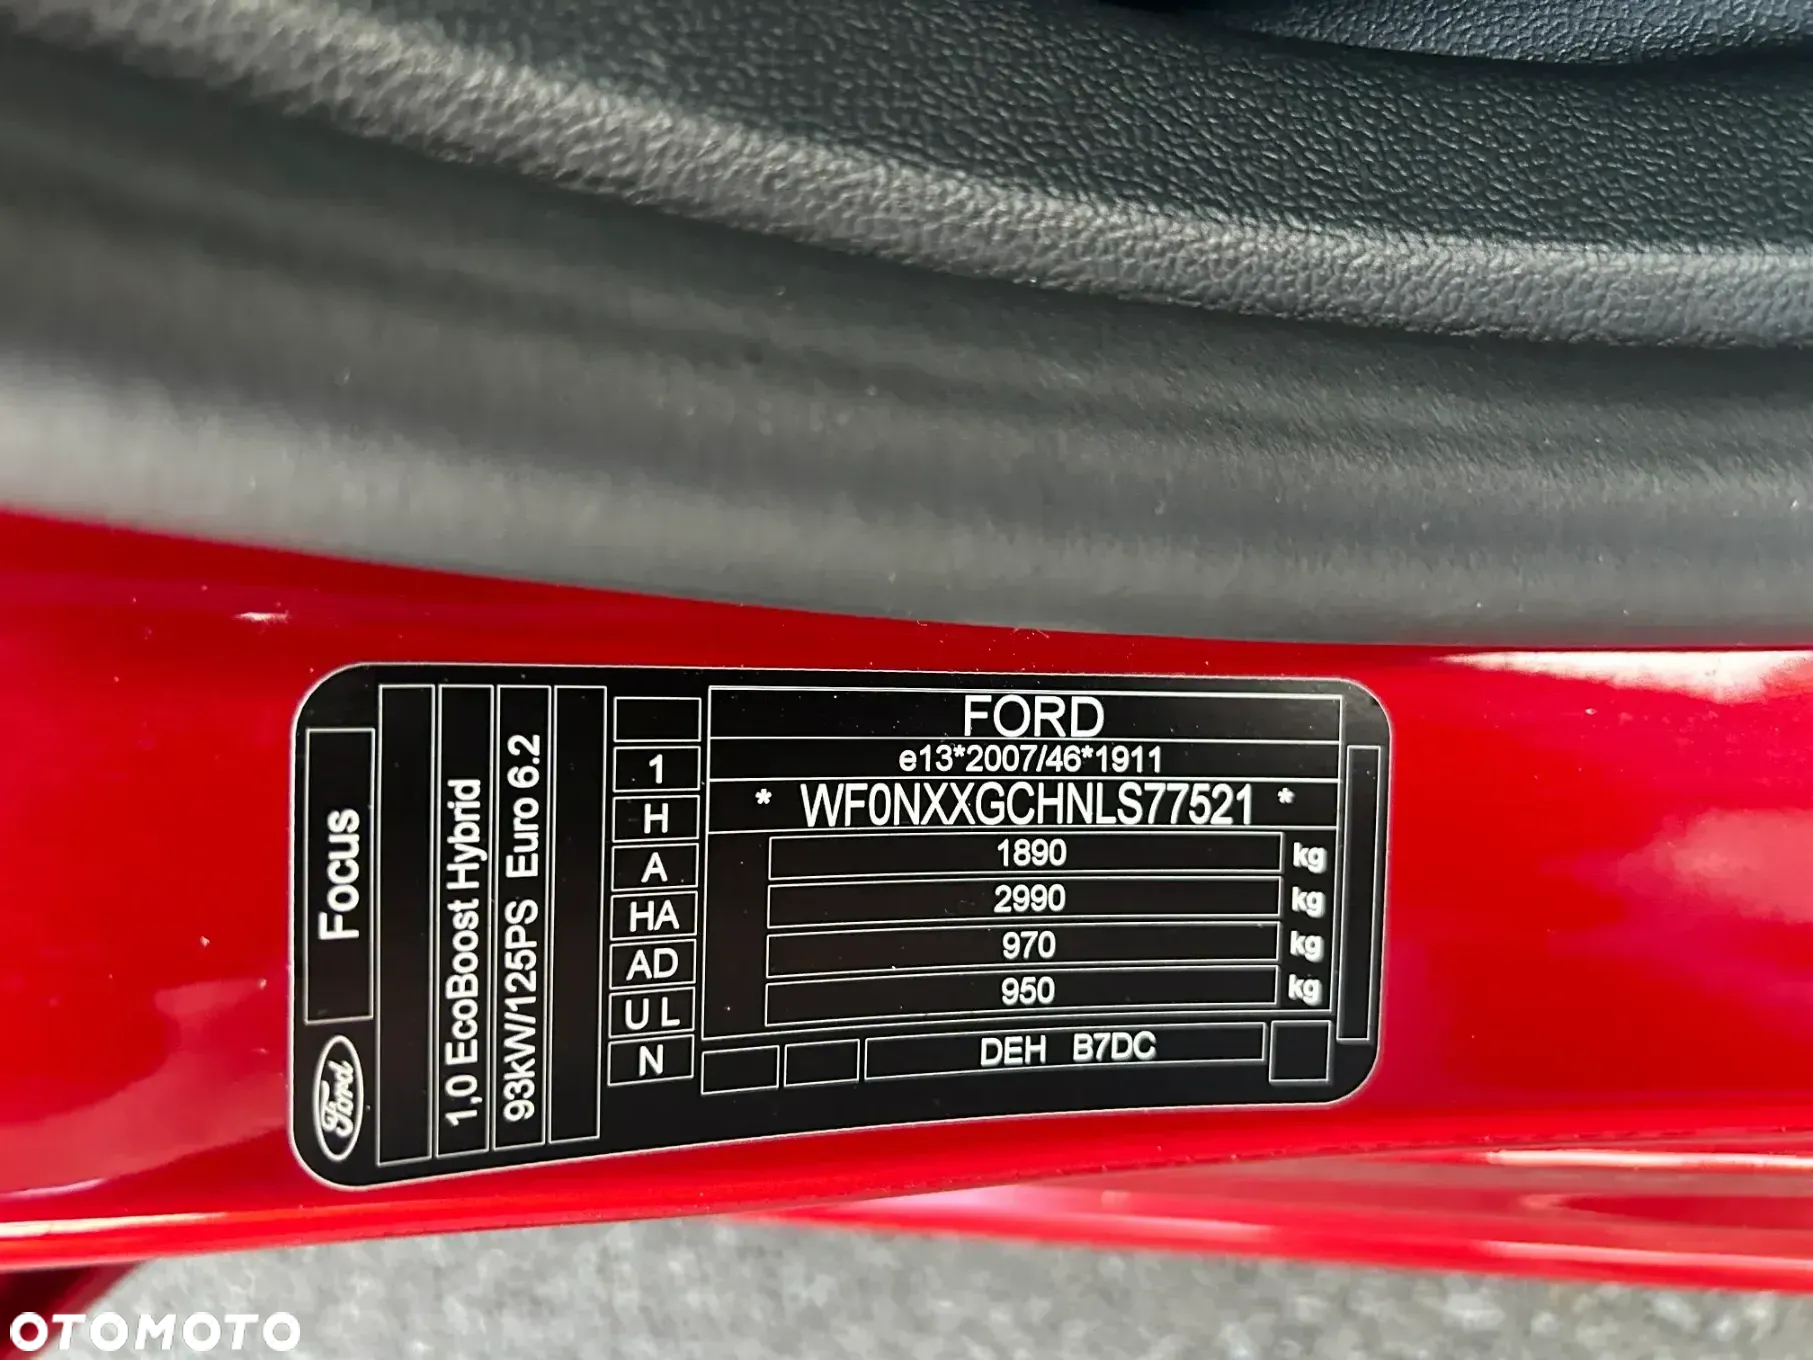 FORD
e13*2007/46*1911
* WF0NXXGCHNLS77521 *
1890 kg
2990 kg
970 kg
950 kg
DEH B7DC
1
H
A
HA
AD
U L
N
Ford
Focus
1,0 EcoBoost Hybrid
93kW/125PS Euro 6.2
OTOMOTO